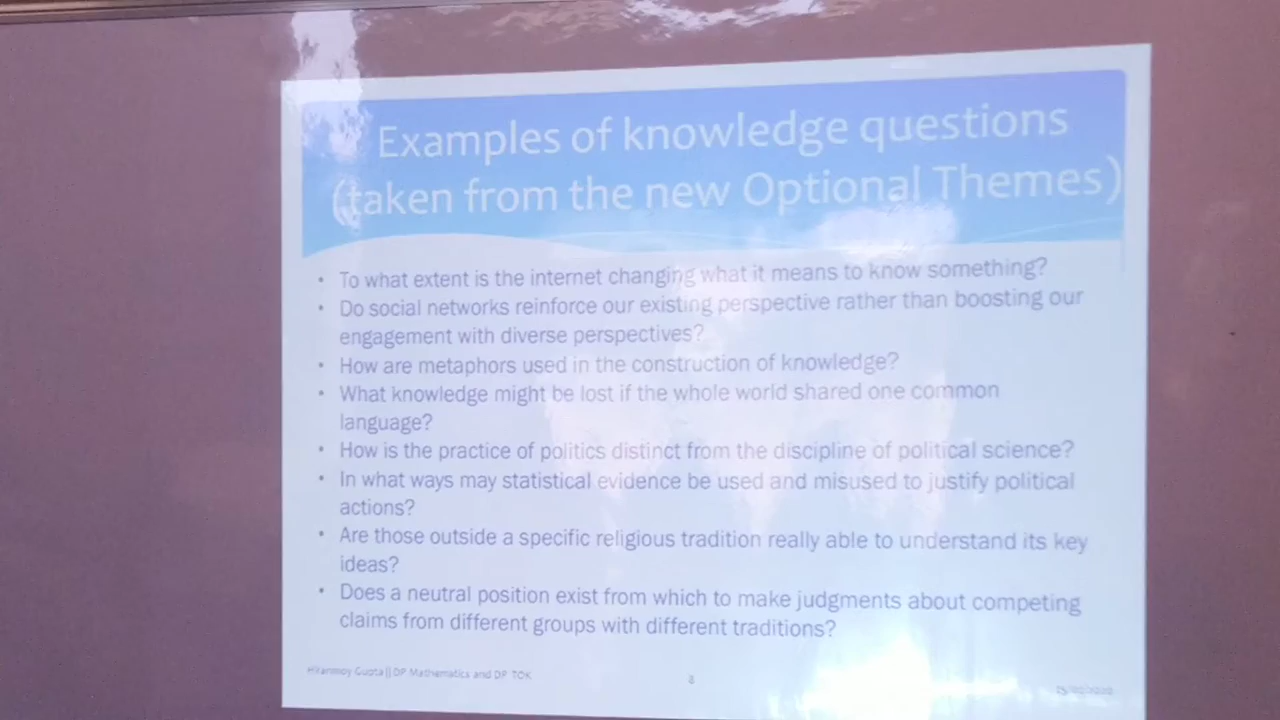 Examples of knowledge questions
(taken from the new Optional Themes)
• To what extent is the internet changing what it means to know something?
• Do social networks reinforce our existing perspective rather than boosting our
engagement with diverse perspectives?
• How are metaphors used in the construction of knowledge?
• What knowledge might be lost if the whole world shared one common
language?
• How is the practice of politics distinct from the discipline of political science?
• In what ways may statistical evidence be used and misused to justify political
actions?
• Are those outside a specific religious tradition really able to understand its key
ideas?
• Does a neutral position exist from which to make judgments about competing
claims from different groups with different traditions?
DP Mathematics and DP TOK
8